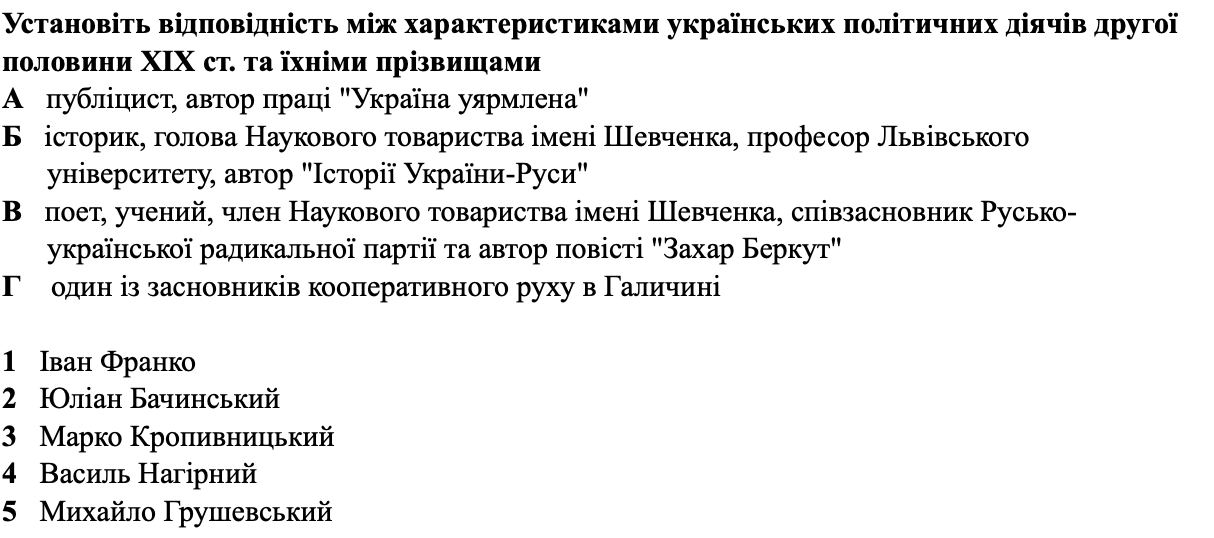 Установіть відповідність між характеристиками українських політичних діячів другої
половини XIX ст. та їхніми прізвищами
А публіцист, автор праці "Україна уярмлена"
Б історик, голова Наукового товариства імені Шевченка, професор Львівського
університету, автор "Історії України-Руси"
В поет, учений, член Наукового товариства імені Шевченка, співзасновник Русько-
української радикальної партії та автор повісті "Захар Беркут"
Г один із засновників кооперативного руху в Галичині
1 Іван Франко
2 Юліан Бачинський
3 Марко Кропивницький
4 Василь Нагірний
5 Михайло Грушевський